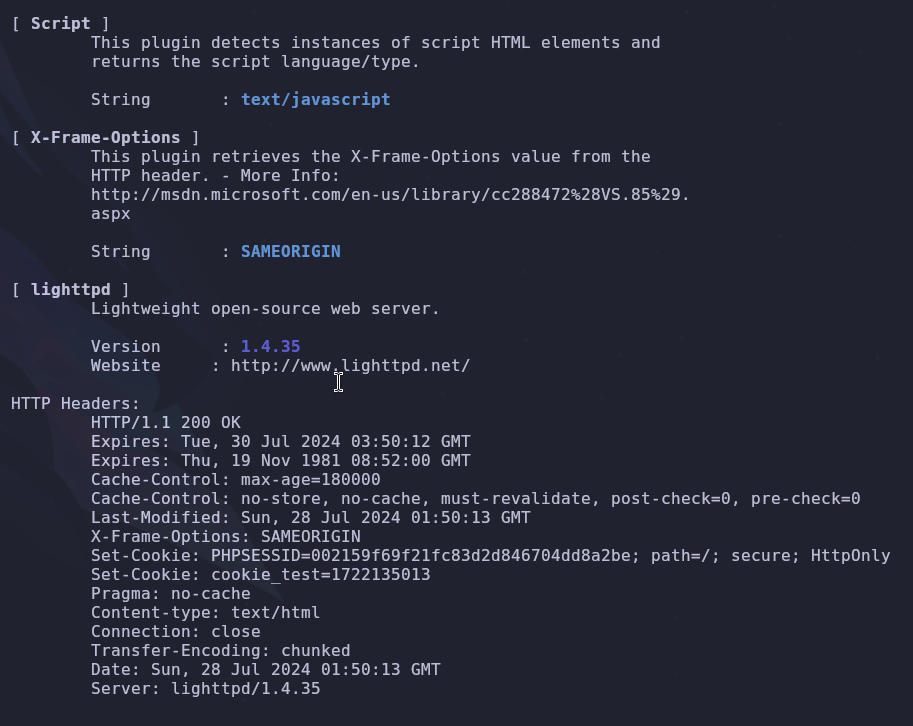 [ Script ]
This plugin detects instances of script HTML elements and
returns the script language/type.
String : text/javascript
[ X-Frame-Options ]
This plugin retrieves the X-Frame-Options value from the
HTTP header. - More Info:
http://msdn.microsoft.com/en-us/library/cc288472%28VS.85%29.
aspx
String : SAMEORIGIN
[ lighttpd ]
Lightweight open-source web server.
Version : 1.4.35
Website : http://www.lighttpd.net/
HTTP Headers:
HTTP/1.1 200 OK
Expires: Tue, 30 Jul 2024 03:50:12 GMT
Expires: Thu, 19 Nov 1981 08:52:00 GMT
Cache-Control: max-age=180000
Cache-Control: no-store, no-cache, must-revalidate, post-check=0, pre-check=0
Last-Modified: Sun, 28 Jul 2024 01:50:13 GMT
X-Frame-Options: SAMEORIGIN
Set-Cookie: PHPSESSID=002159f69f21fc83d2d846704dd8a2be; path=/; secure; HttpOnly
Set-Cookie: cookie_test=1722135013
Pragma: no-cache
Content-type: text/html
Connection: close
Transfer-Encoding: chunked
Date: Sun, 28 Jul 2024 01:50:13 GMT
Server: lighttpd/1.4.35